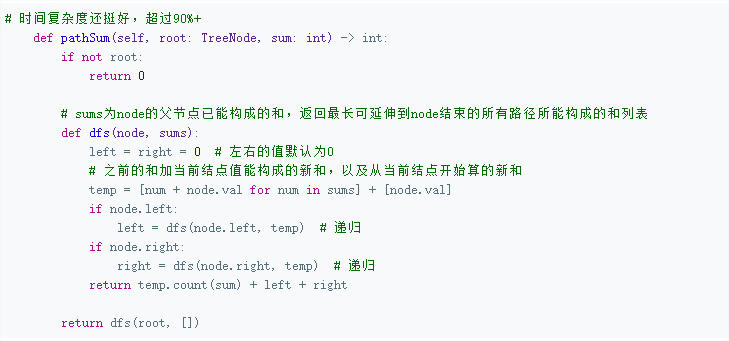 # 时间复杂度还挺好，超过90%+
    def pathSum(self, root: TreeNode, sum: int) -> int:
        if not root:
            return 0

        # sums为node的父节点已能构成的和，返回最长可延伸到node结束的所有路径所能构成的和列表
        def dfs(node, sums):
            left = right = 0  # 左右的值默认为0
            # 之前的和加当前结点值能构成的新和，以及从当前结点开始算的新和
            temp = [num + node.val for num in sums] + [node.val]
            if node.left:
                left = dfs(node.left, temp)  # 递归
            if node.right:
                right = dfs(node.right, temp)  # 递归
            return temp.count(sum) + left + right

        return dfs(root, [])